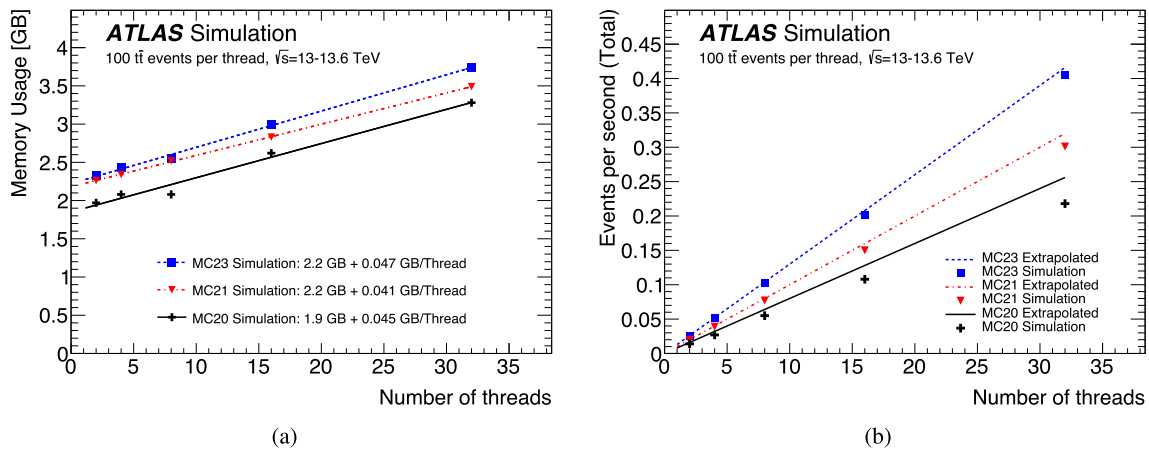 ATLAS Simulation
100 tt̄ events per thread, √s=13-13.6 TeV
Memory Usage [GB]
4
3.5
3
2.5
2
1.5
1
0.5
0
MC23 Simulation: 2.2 GB + 0.047 GB/Thread
MC21 Simulation: 2.2 GB + 0.041 GB/Thread
MC20 Simulation: 1.9 GB + 0.045 GB/Thread
0 5 10 15 20 25 30 35
Number of threads
(a)
ATLAS Simulation
100 tt̄ events per thread, √s=13-13.6 TeV
Events per second (Total)
0.45
0.4
0.35
0.3
0.25
0.2
0.15
0.1
0.05
0
MC23 Extrapolated
MC23 Simulation
MC21 Extrapolated
MC21 Simulation
MC20 Extrapolated
MC20 Simulation
0 5 10 15 20 25 30 35
Number of threads
(b)